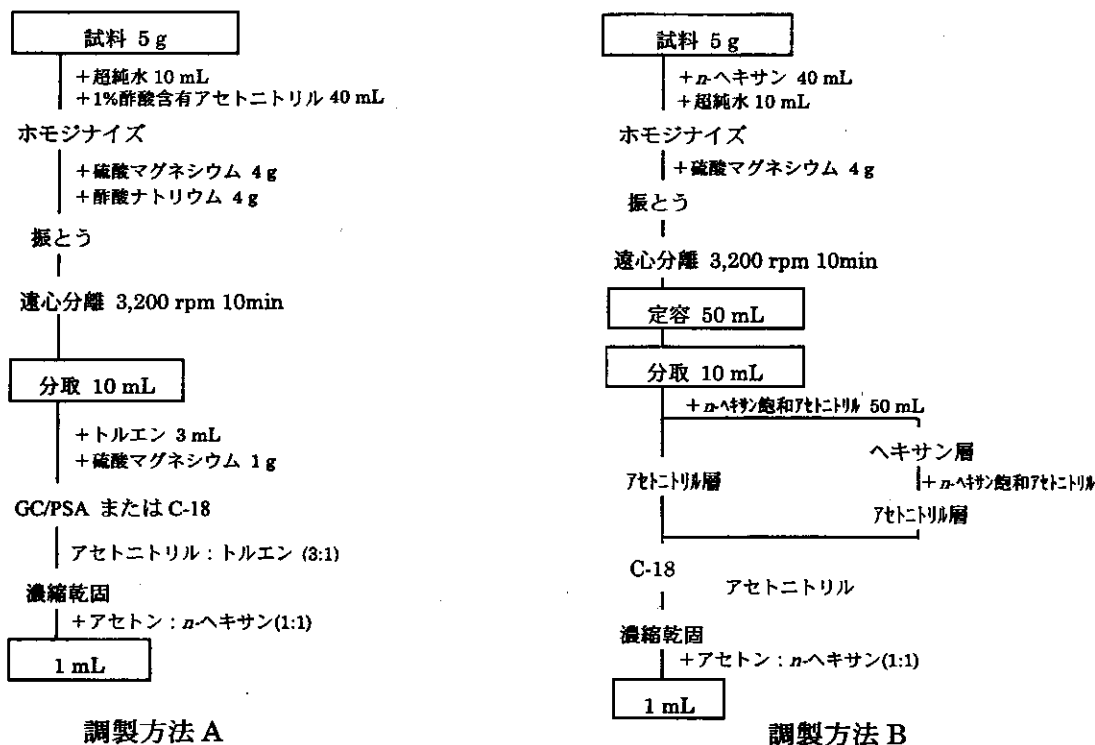 試料 5 g
+超純水 10 mL
+1%酢酸含有アセトニトリル 40 mL
ホモジナイズ
+硫酸マグネシウム 4 g
+酢酸ナトリウム 4 g
振とう
遠心分離 3,200 rpm 10min
分取 10 mL
+トルエン 3 mL
+硫酸マグネシウム 1 g
GC/PSA または C-18
アセトニトリル：トルエン (3:1)
濃縮乾固
+アセトン：n-ヘキサン(1:1)
1 mL
調製方法 A
試料 5 g
+n-ヘキサン 40 mL
+超純水 10 mL
ホモジナイズ
+硫酸マグネシウム 4 g
振とう
遠心分離 3,200 rpm 10min
定容 50 mL
分取 10 mL
+n-ヘキサン飽和アセトニトリル 50 mL
ヘキサン層
アセトニトリル層
+n-ヘキサン飽和アセトニトリル
アセトニトリル層
C-18
アセトニトリル
濃縮乾固
+アセトン：n-ヘキサン(1:1)
1 mL
調製方法 B